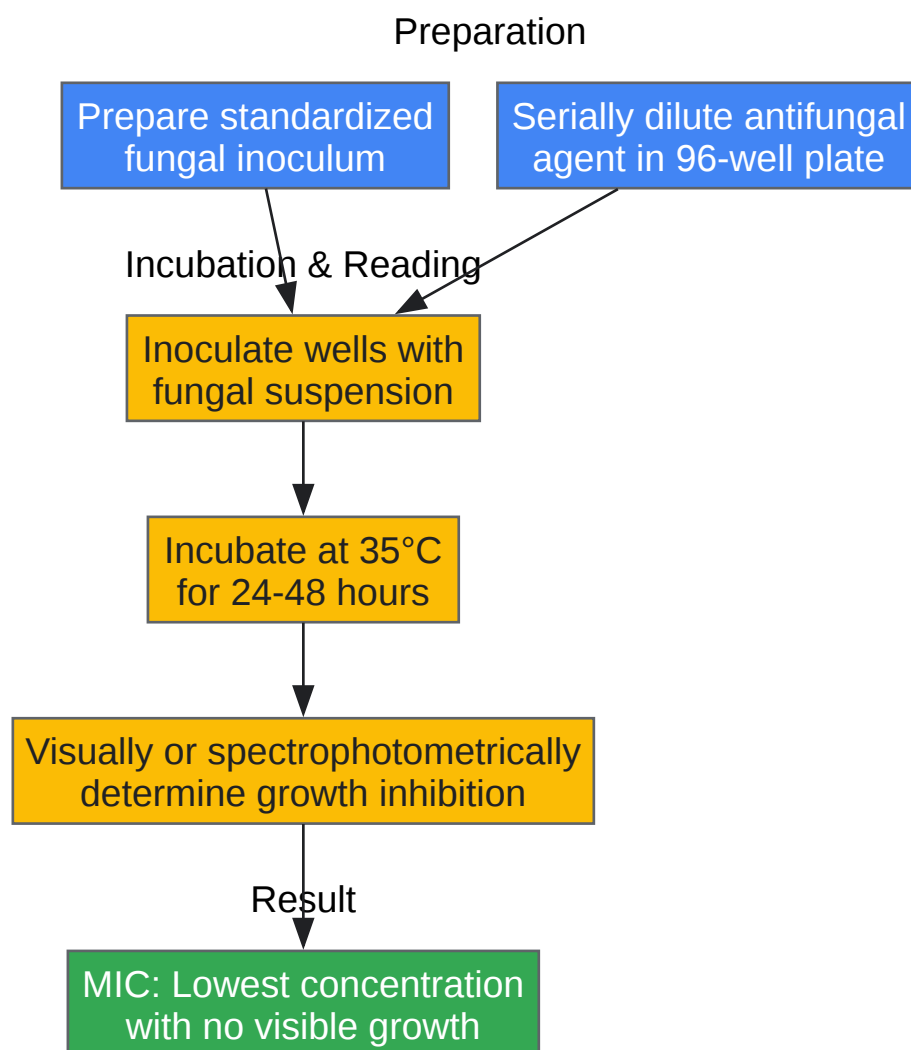 Preparation
Prepare standardized
fungal inoculum
Serially dilute antifungal
agent in 96-well plate
Incubation & Reading
Inoculate wells with
fungal suspension
Incubate at 35°C
for 24-48 hours
Visually or spectrophotometrically
determine growth inhibition
Result
MIC: Lowest concentration
with no visible growth